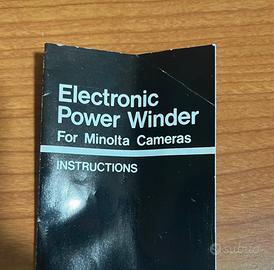 Electronic
Power Winder
For Minolta Cameras
INSTRUCTIONS
subito